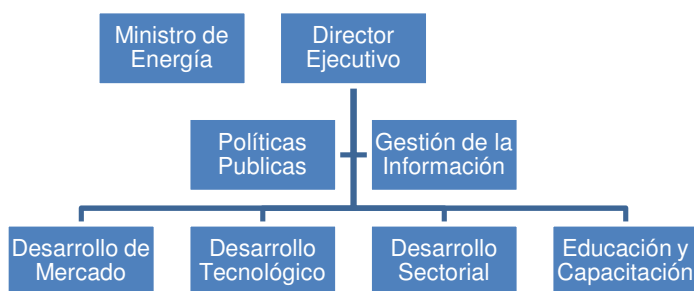 Ministro de
Energía
Director
Ejecutivo
Políticas
Publicas
Gestión de la
Información
Desarrollo de
Mercado
Desarrollo
Tecnológico
Desarrollo
Sectorial
Educación y
Capacitación